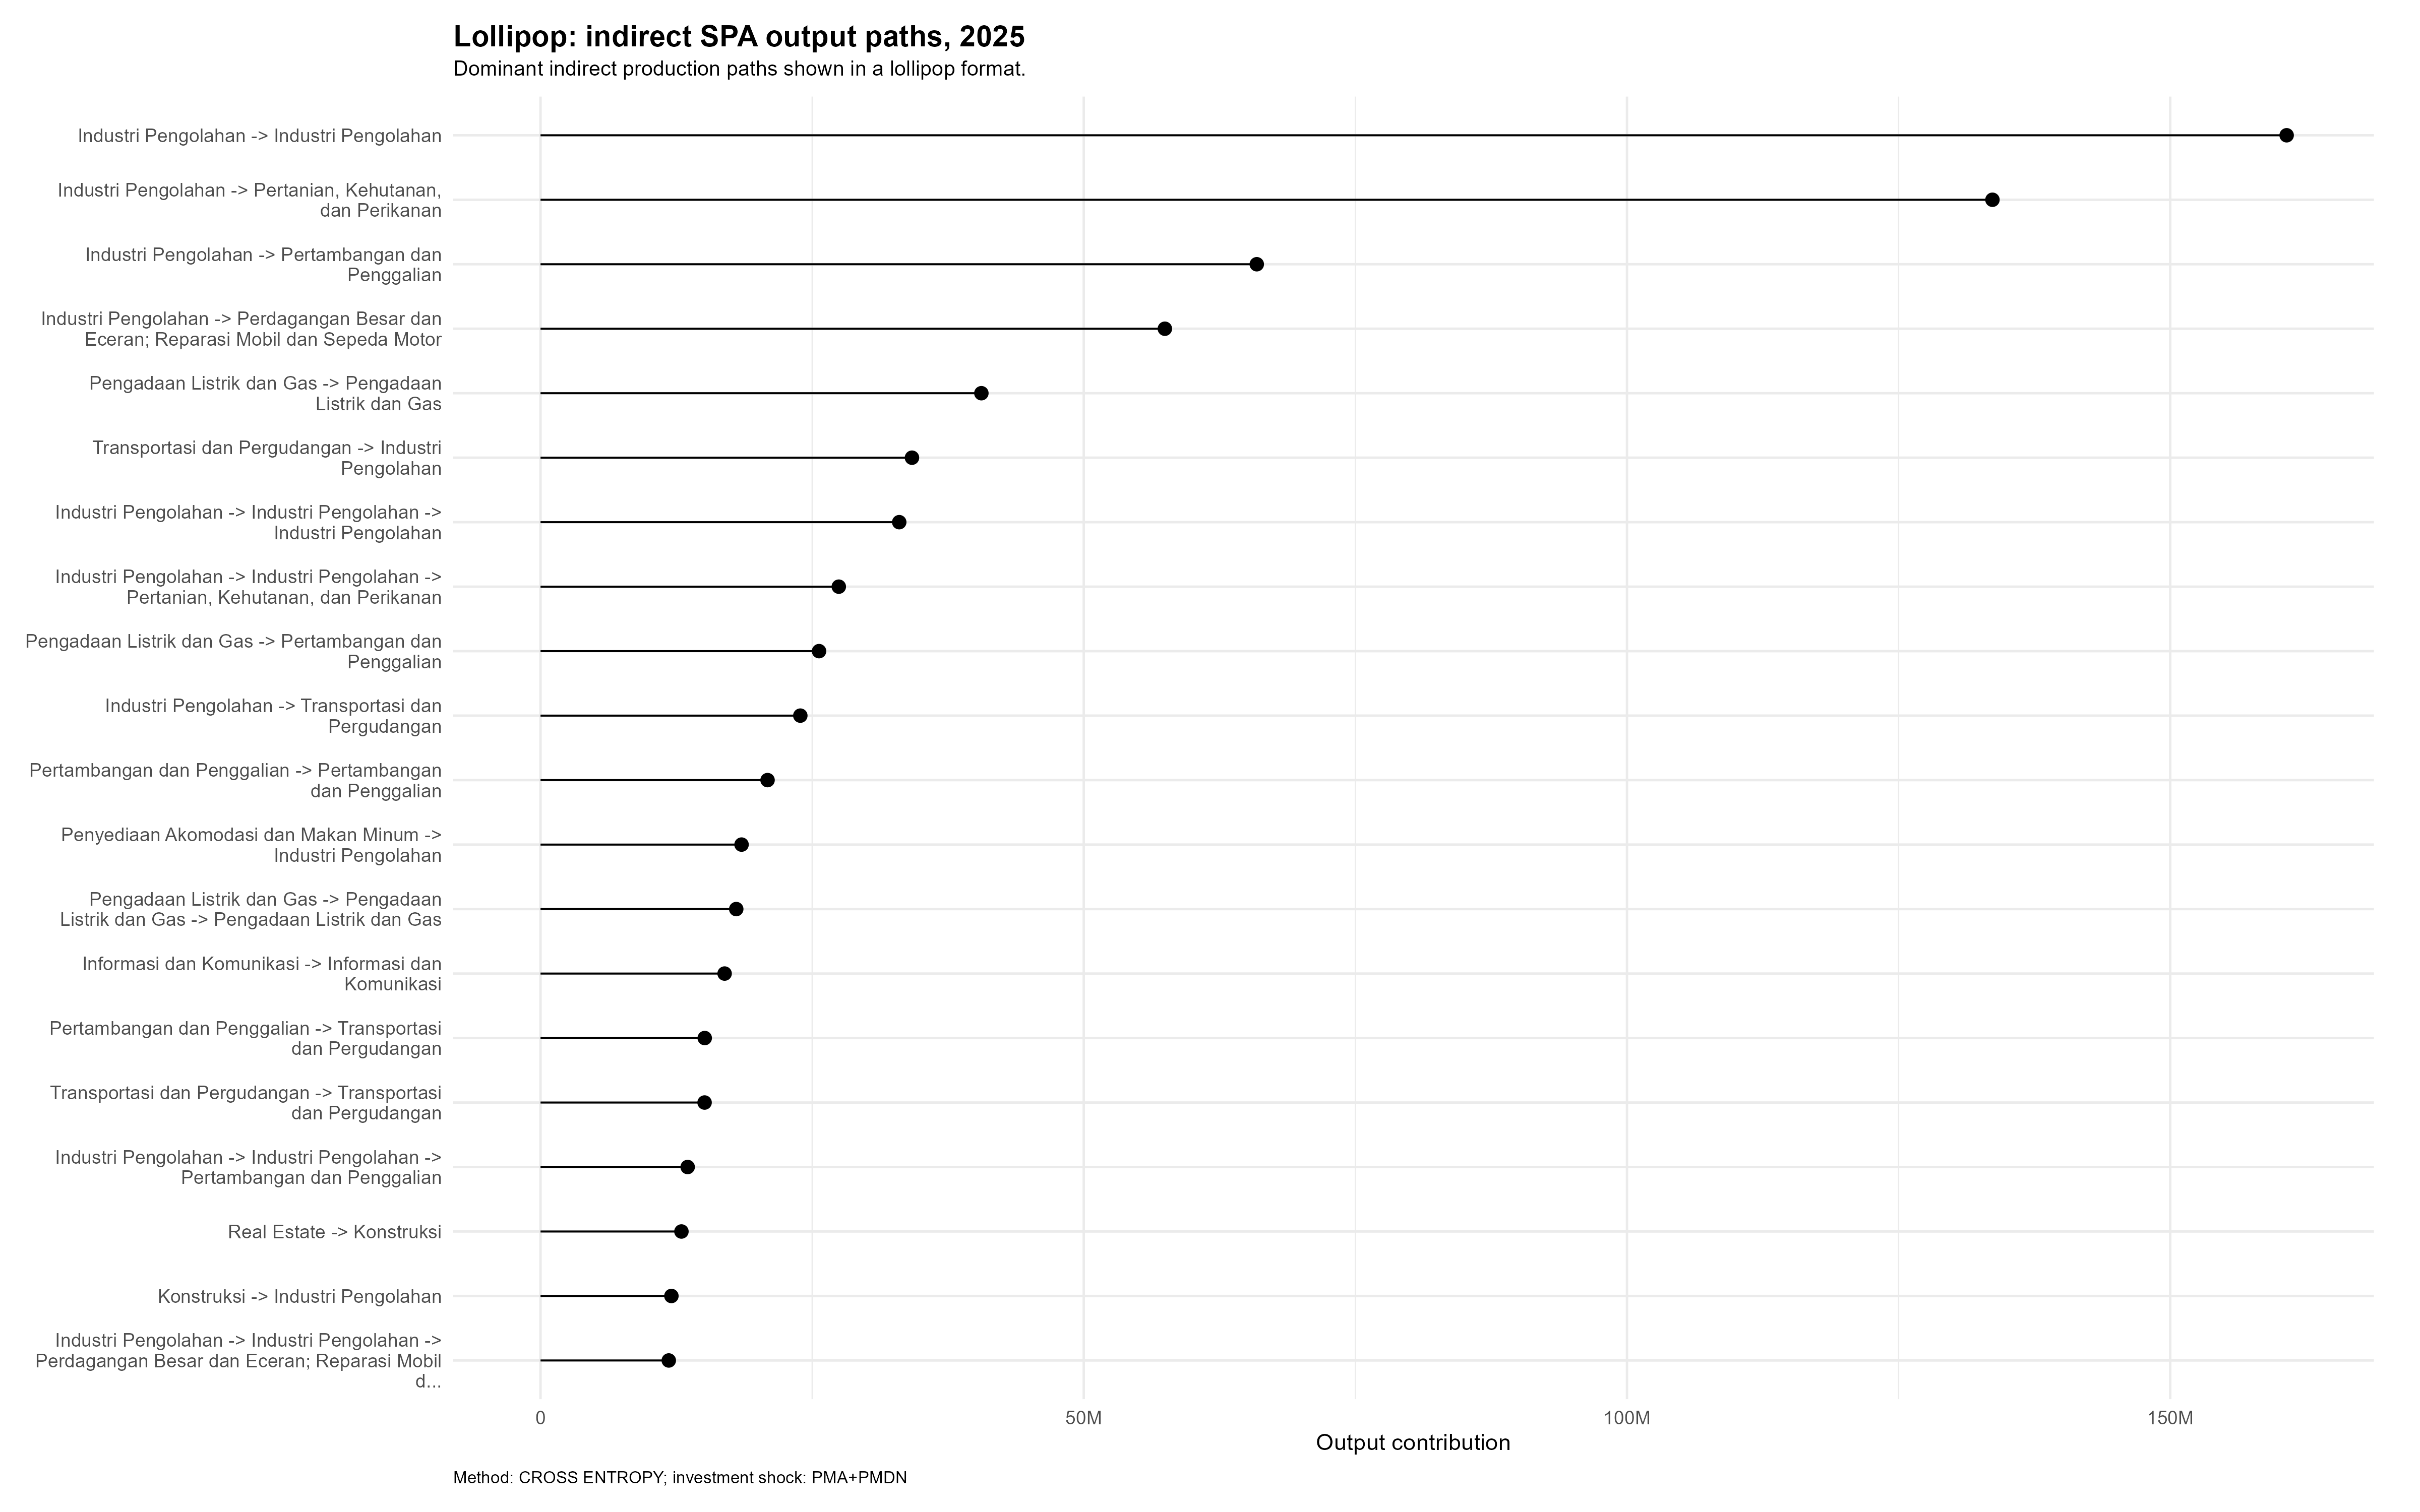 Lollipop: indirect SPA output paths, 2025
Dominant indirect production paths shown in a lollipop format.
Industri Pengolahan -> Industri Pengolahan
Industri Pengolahan -> Pertanian, Kehutanan,
dan Perikanan
Industri Pengolahan -> Pertambangan dan
Penggalian
Industri Pengolahan -> Perdagangan Besar dan
Eceran; Reparasi Mobil dan Sepeda Motor
Pengadaan Listrik dan Gas -> Pengadaan
Listrik dan Gas
Transportasi dan Pergudangan -> Industri
Pengolahan
Industri Pengolahan -> Industri Pengolahan ->
Industri Pengolahan
Industri Pengolahan -> Industri Pengolahan ->
Pertanian, Kehutanan, dan Perikanan
Pengadaan Listrik dan Gas -> Pertambangan dan
Penggalian
Industri Pengolahan -> Transportasi dan
Pergudangan
Pertambangan dan Penggalian -> Pertambangan
dan Penggalian
Penyediaan Akomodasi dan Makan Minum ->
Industri Pengolahan
Pengadaan Listrik dan Gas -> Pengadaan
Listrik dan Gas -> Pengadaan Listrik dan Gas
Informasi dan Komunikasi -> Informasi dan
Komunikasi
Pertambangan dan Penggalian -> Transportasi
dan Pergudangan
Transportasi dan Pergudangan -> Transportasi
dan Pergudangan
Industri Pengolahan -> Industri Pengolahan ->
Pertambangan dan Penggalian
Real Estate -> Konstruksi
Konstruksi -> Industri Pengolahan
Industri Pengolahan -> Industri Pengolahan ->
Perdagangan Besar dan Eceran; Reparasi Mobil
d...
0 50M 100M 150M
Output contribution
Method: CROSS ENTROPY; investment shock: PMA+PMDN